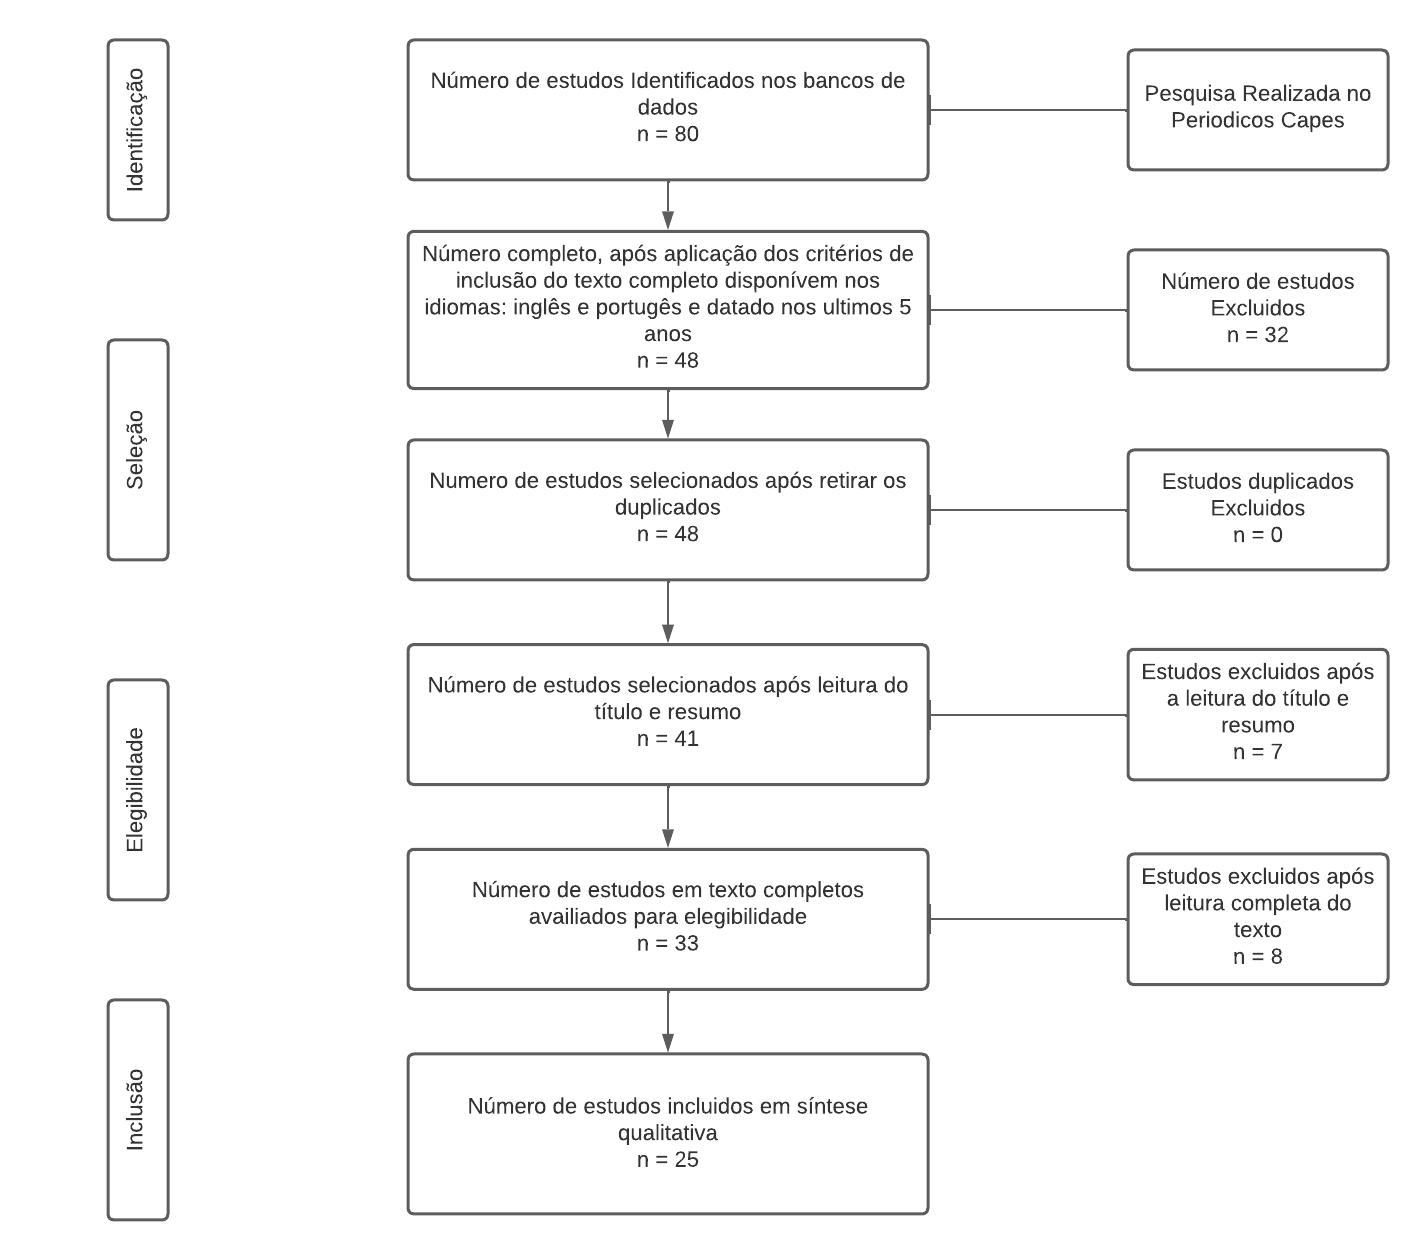 Identificação
Número de estudos Identificados nos bancos de
dados
n = 80
Pesquisa Realizada no
Periodicos Capes
Número completo, após aplicação dos critérios de
inclusão do texto completo disponívem nos
idiomas: inglês e portugês e datado nos ultimos 5
anos
n = 48
Número de estudos
Excluidos
n = 32
Seleção
Numero de estudos selecionados após retirar os
duplicados
n = 48
Estudos duplicados
Excluidos
n = 0
Elegibilidade
Número de estudos selecionados após leitura do
título e resumo
n = 41
Estudos excluidos após
a leitura do título e
resumo
n = 7
Número de estudos em texto completos
availiados para elegibilidade
n = 33
Estudos excluidos após
leitura completa do
texto
n = 8
Inclusão
Número de estudos incluidos em síntese
qualitativa
n = 25